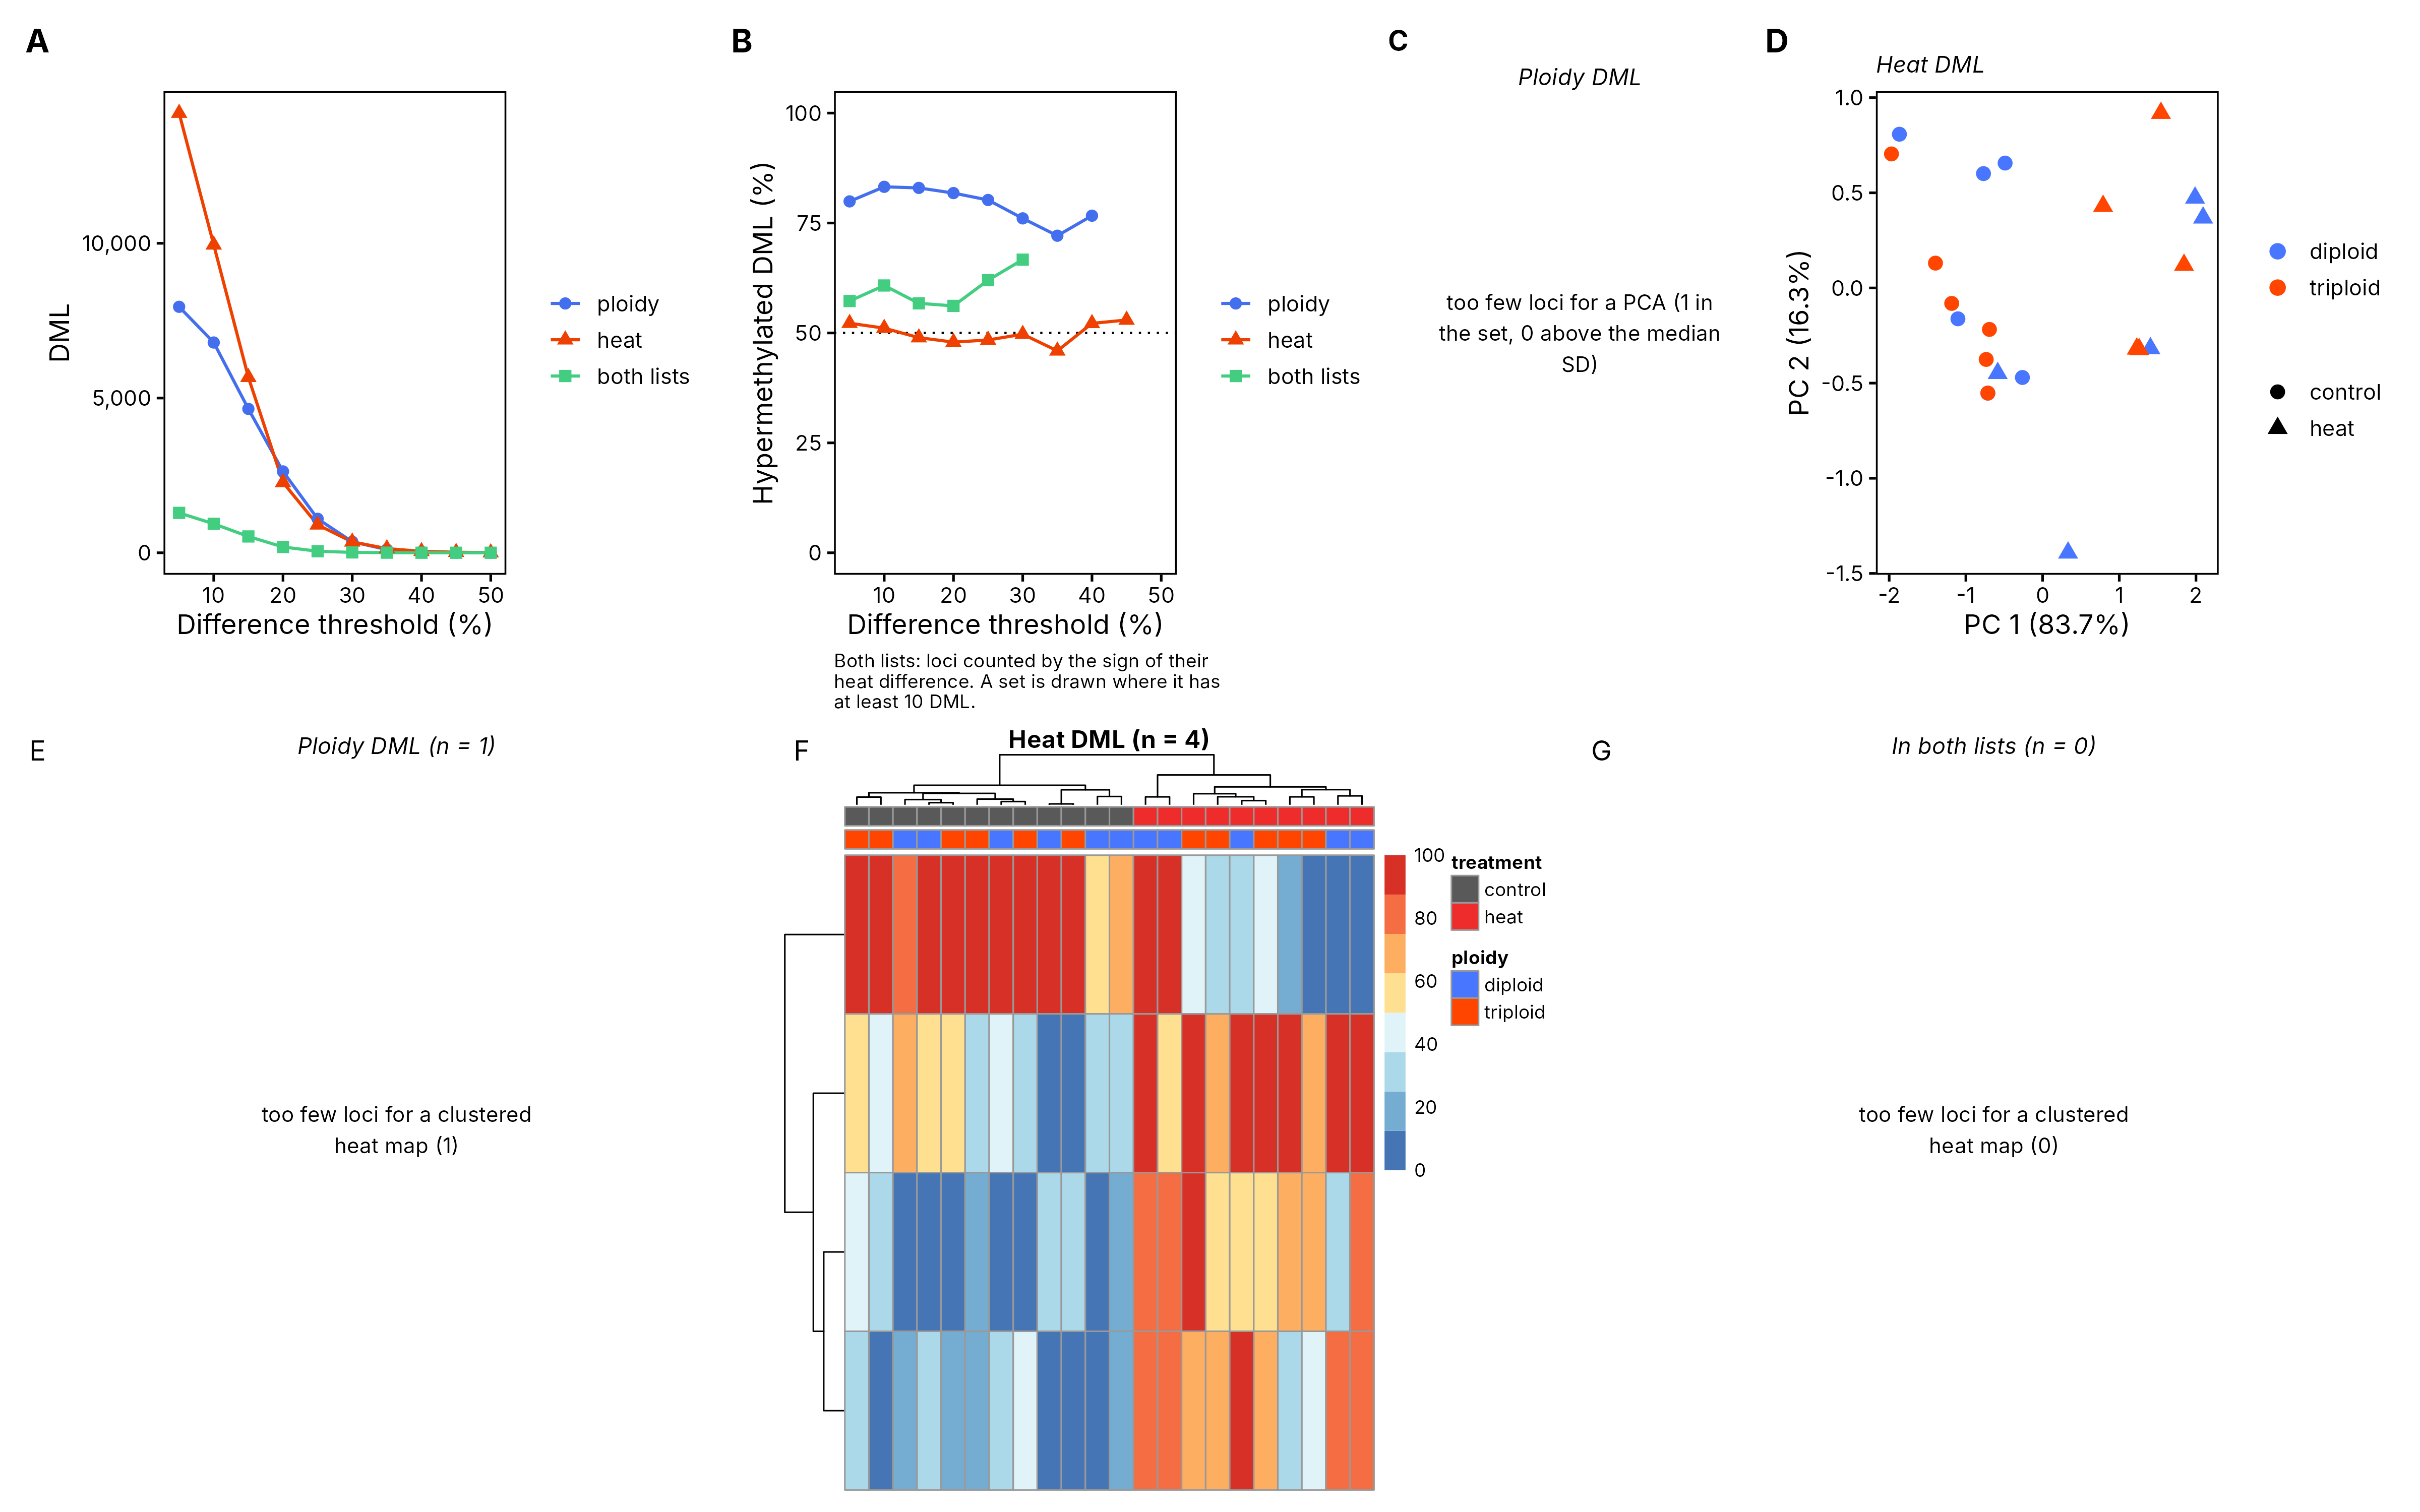 A
DML
10,000
5,000
0
10 20 30 40 50
Difference threshold (%)
ploidy
heat
both lists
B
Hypermethylated DML (%)
100
75
50
25
0
10 20 30 40 50
Difference threshold (%)
Both lists: loci counted by the sign of their
heat difference. A set is drawn where it has
at least 10 DML.
ploidy
heat
both lists
C
Ploidy DML
too few loci for a PCA (1 in
the set, 0 above the median
SD)
D
Heat DML
PC 2 (16.3%)
1.0
0.5
0.0
-0.5
-1.0
-1.5
-2 -1 0 1 2
PC 1 (83.7%)
diploid
triploid
control
heat
E
Ploidy DML (n = 1)
too few loci for a clustered
heat map (1)
F
Heat DML (n = 4)
100
80
60
40
20
0
treatment
control
heat
ploidy
diploid
triploid
G
In both lists (n = 0)
too few loci for a clustered
heat map (0)